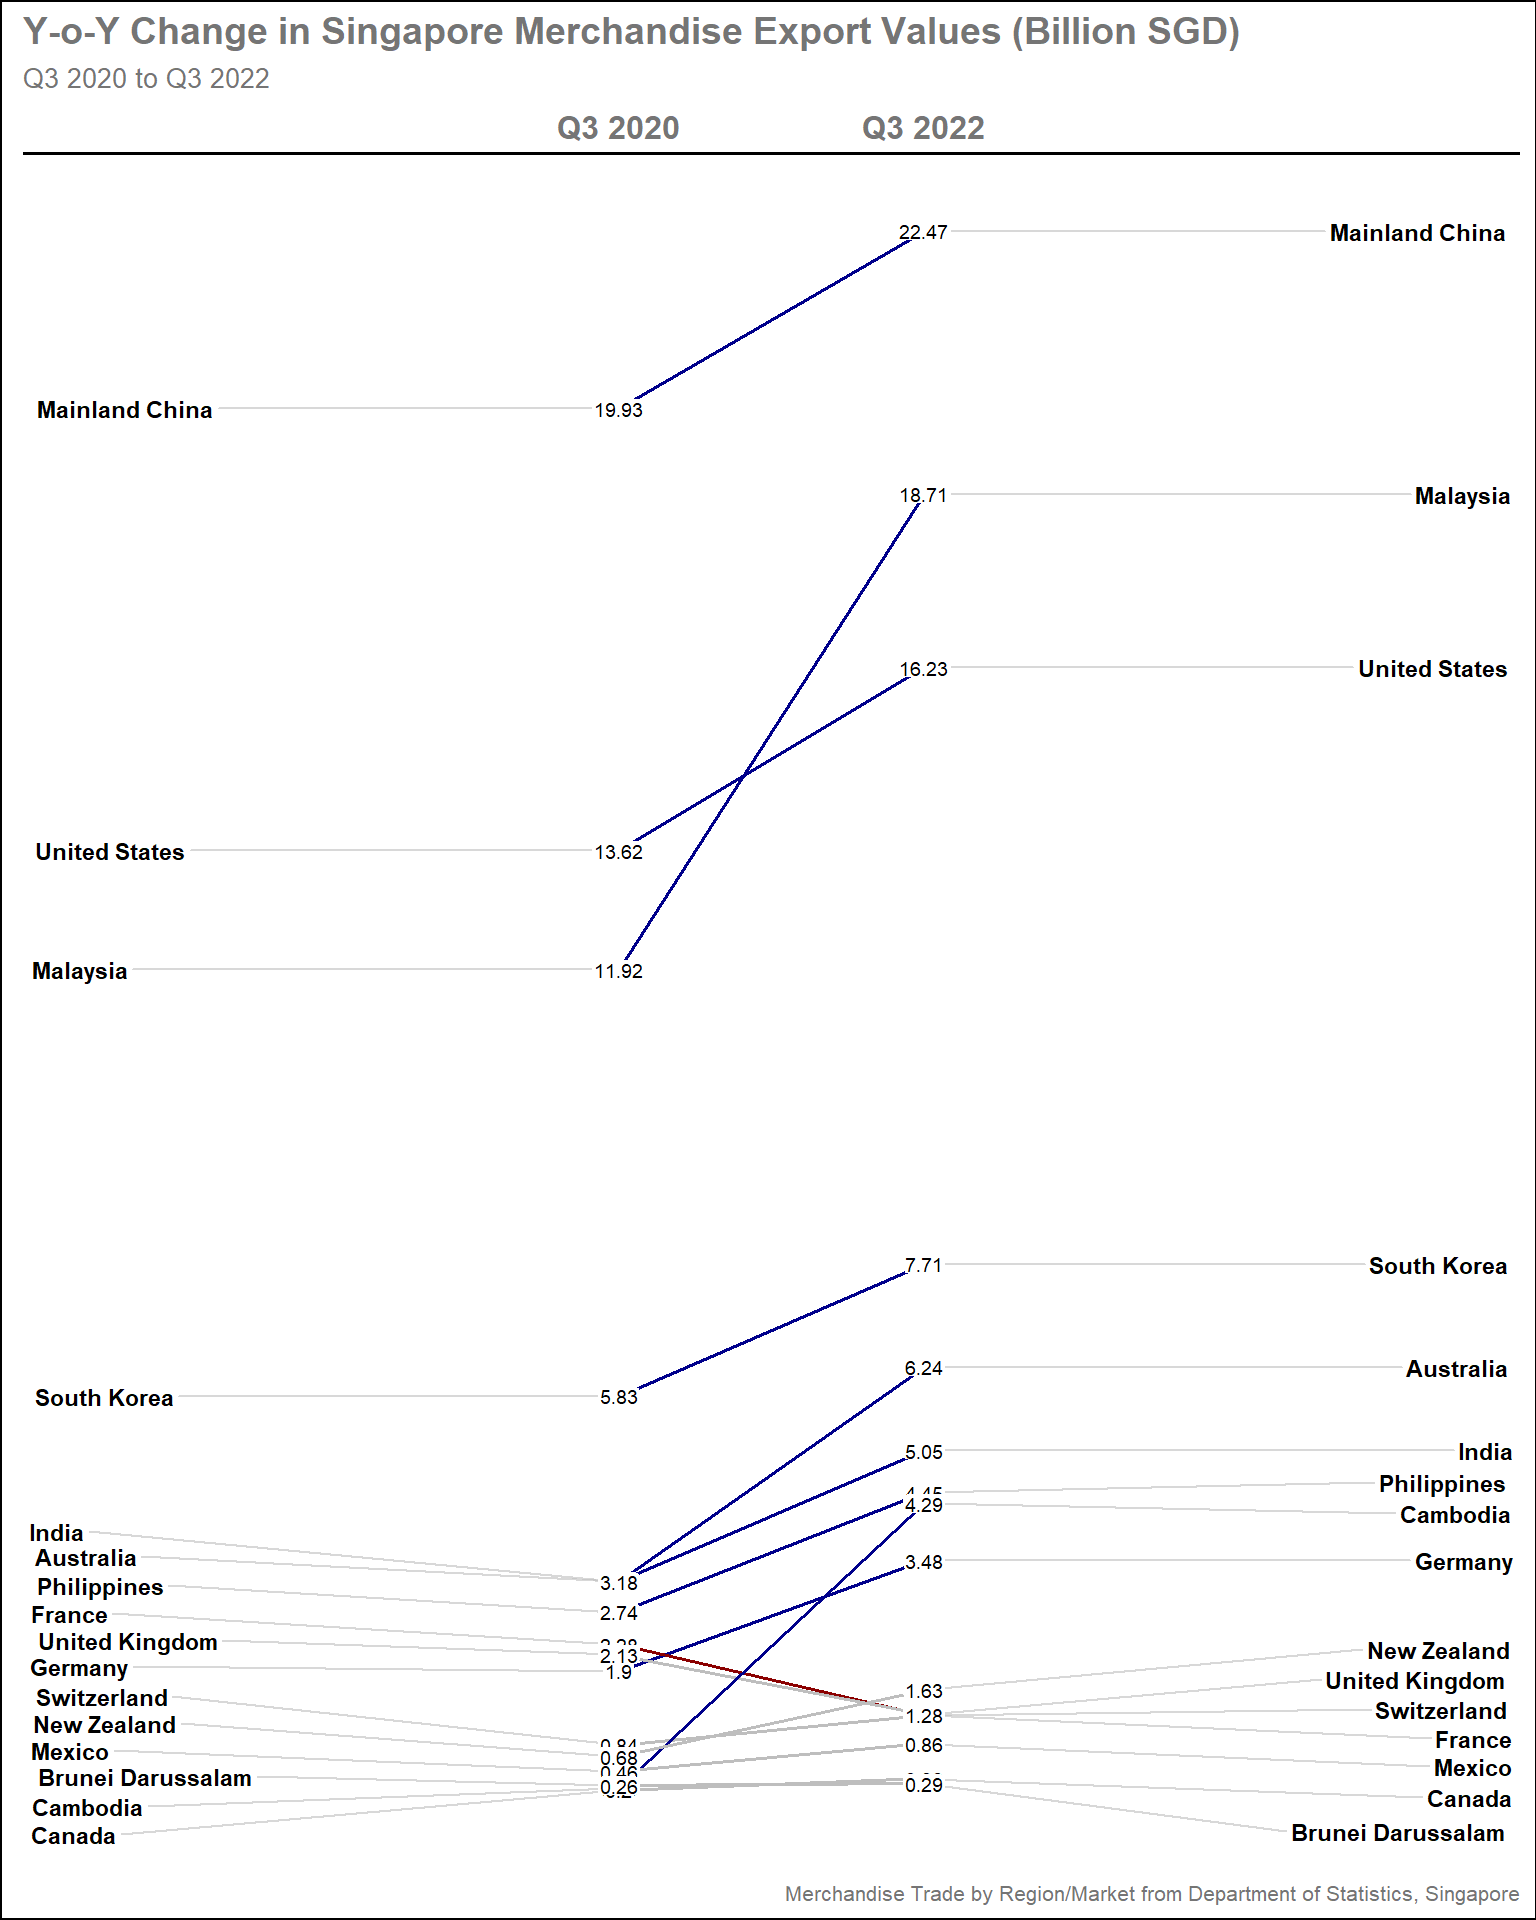 Y-o-Y Change in Singapore Merchandise Export Values (Billion SGD)
Q3 2020 to Q3 2022
Q3 2020 Q3 2022
22.47 Mainland China
Mainland China 19.93
18.71 Malaysia
16.23 United States
United States 13.62
Malaysia 11.92
7.71 South Korea
South Korea 5.83
6.24 Australia
5.05 India
Philippines
4.29 Cambodia
India
Australia 3.18
3.48 Germany
Philippines 2.74
France
United Kingdom 2.13
Germany 1.9
New Zealand
1.63
United Kingdom
Switzerland
1.28 Switzerland
New Zealand 0.68
France
Mexico
0.86 Mexico
Brunei Darussalam 0.26
0.29 Canada
Cambodia
Canada
Brunei Darussalam
Merchandise Trade by Region/Market from Department of Statistics, Singapore